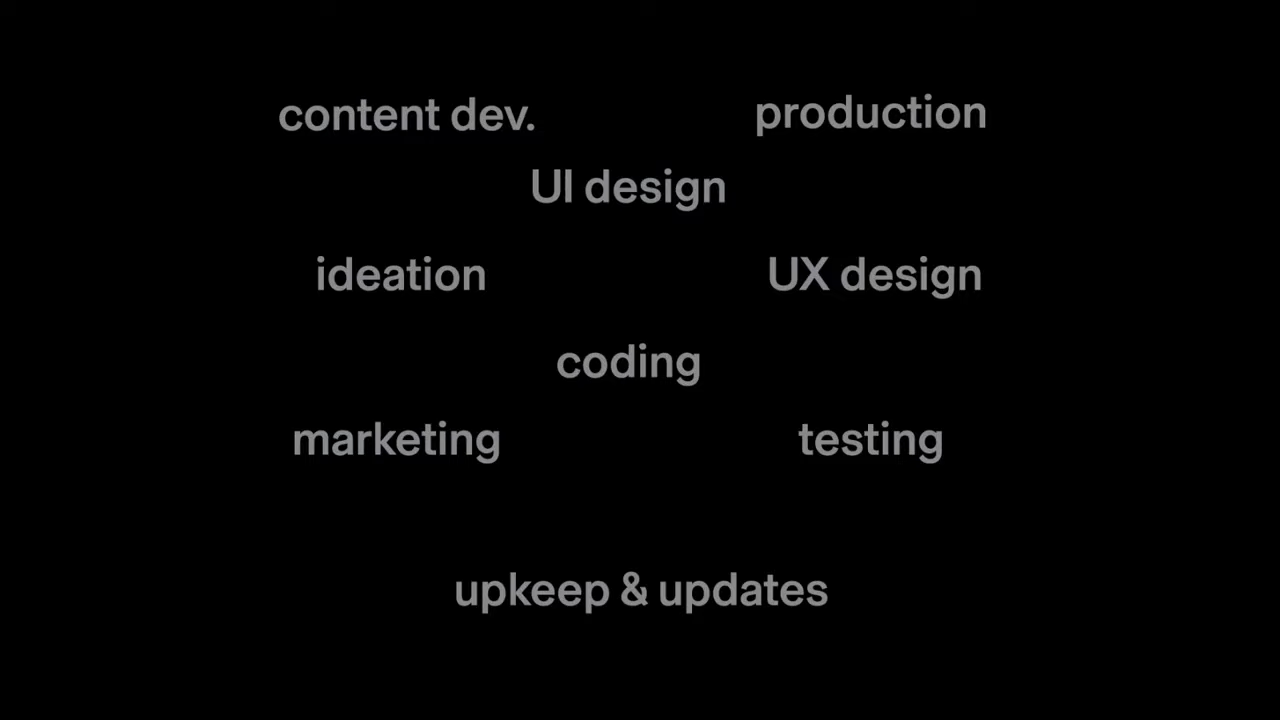 content dev.
production
UI design
ideation
UX design
coding
marketing
testing
upkeep & updates